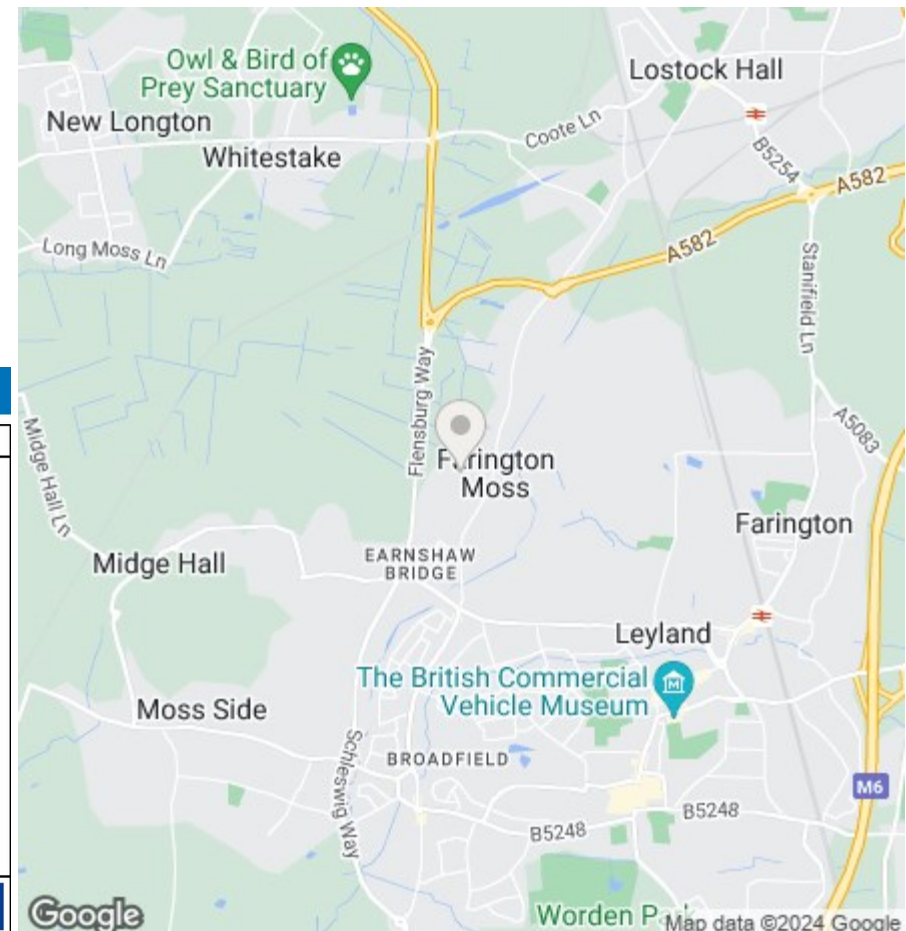 Owl & Bird of
Prey Sanctuary
Lostock Hall
New Longton
Coote Ln
Whitestake
B5254
A582
A582
Long Moss Ln
Stanifield Ln
Flensburg Way
A5083
Midge Hall Ln
Farington
Moss
Farington
EARNSHAW
BRIDGE
Midge Hall
Leyland
The British Commercial
Vehicle Museum
Moss Side
Schleswig Way
BROADFIELD
M6
B5248
B5248
Google
Worden Park
Map data ©2024 Google